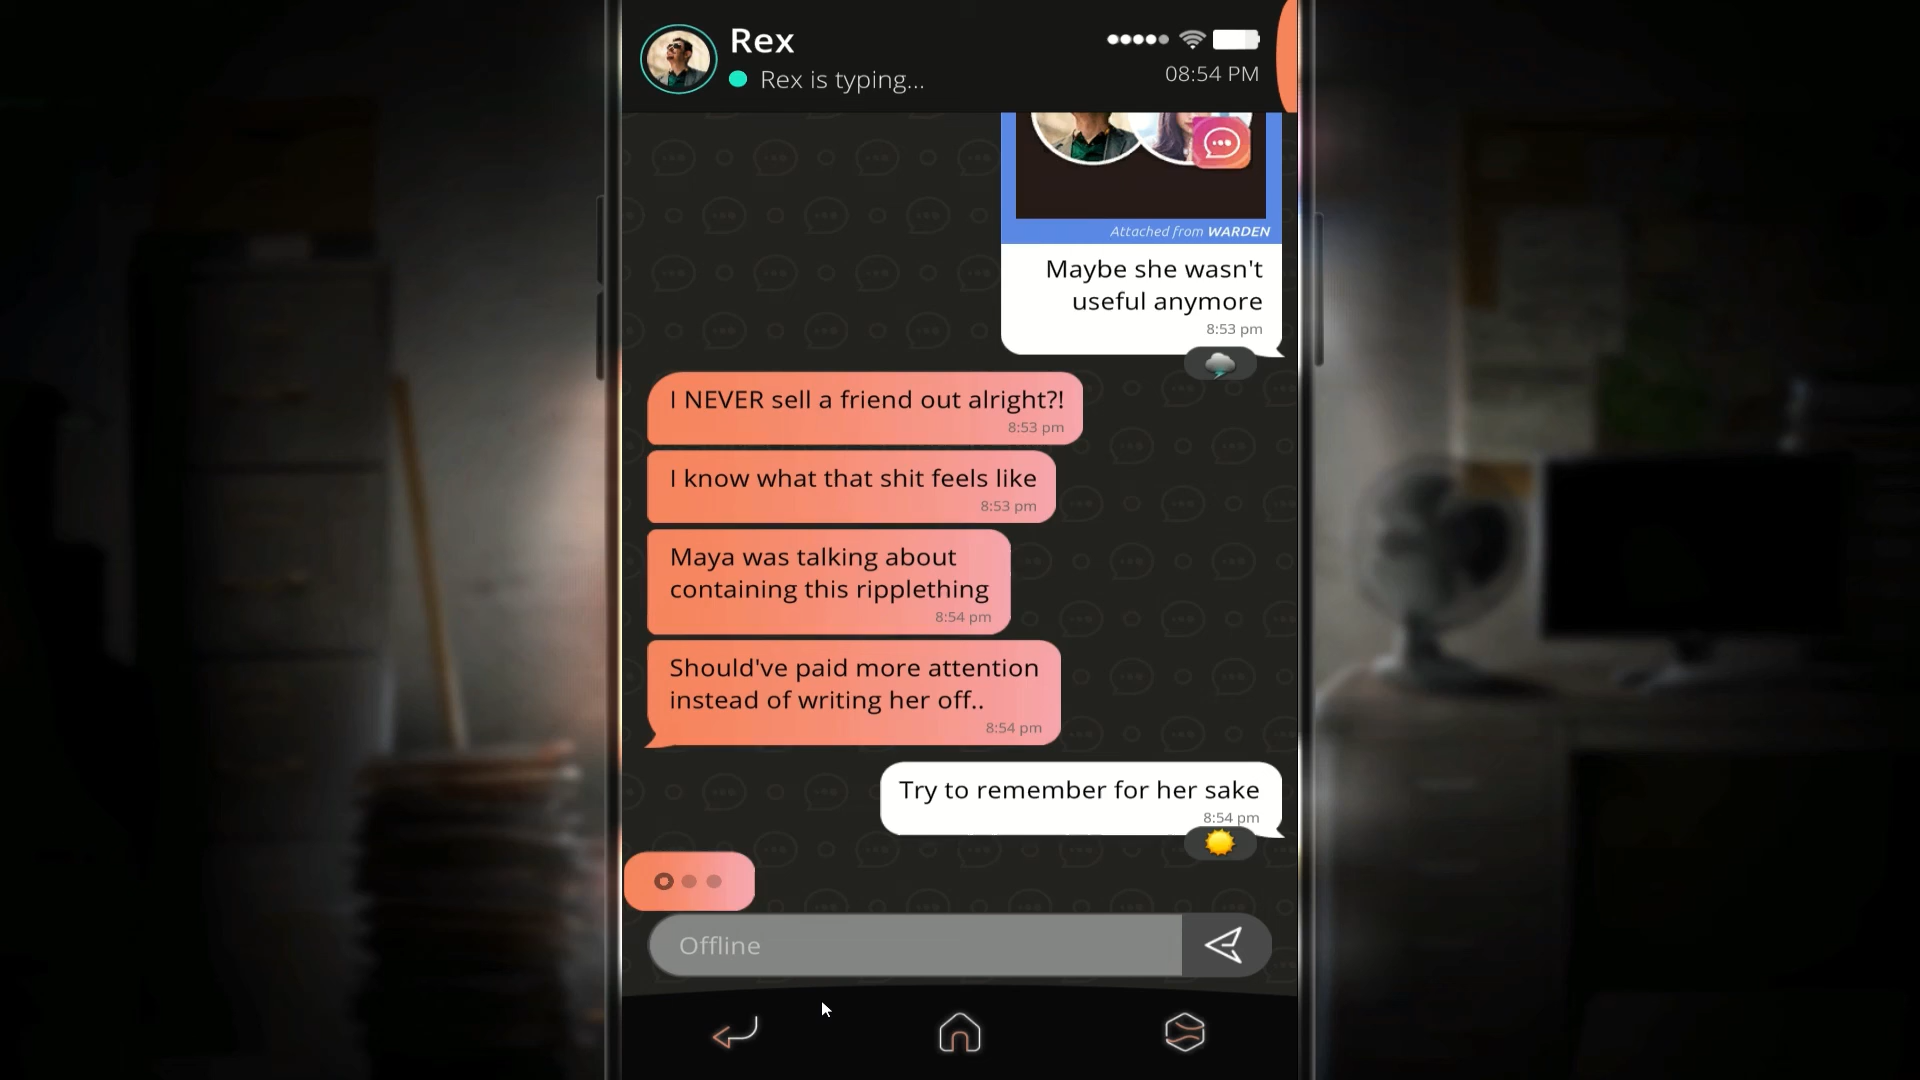 Rex
Rex is typing...
08:54 PM
Attached from WARDEN
Maybe she wasn't
useful anymore
8:53 pm
I NEVER sell a friend out alright?!
8:53 pm
I know what that shit feels like
8:53 pm
Maya was talking about
containing this ripplething
8:54 pm
Should've paid more attention
instead of writing her off..
8:54 pm
Try to remember for her sake
8:54 pm
Offline